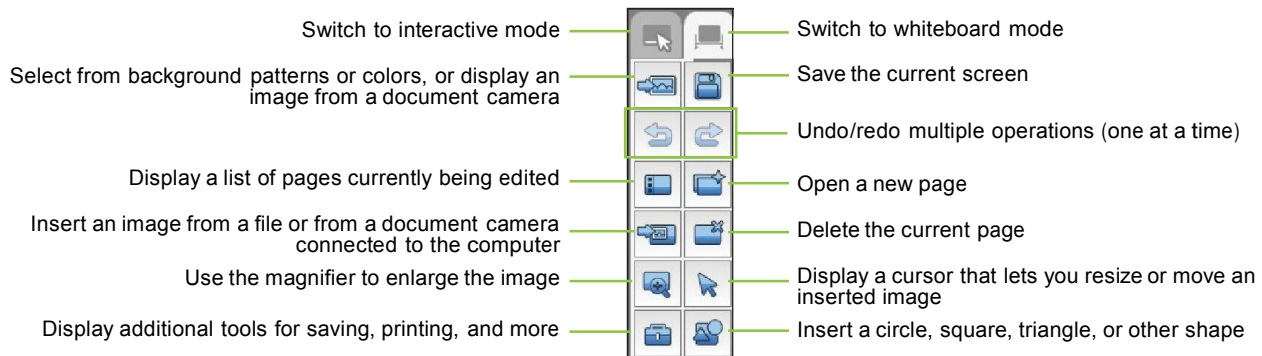 Switch to interactive mode
Switch to whiteboard mode
Select from background patterns or colors, or display an
image from a document camera
Save the current screen
Undo/redo multiple operations (one at a time)
Display a list of pages currently being edited
Open a new page
Insert an image from a file or from a document camera
connected to the computer
Delete the current page
Use the magnifier to enlarge the image
Display a cursor that lets you resize or move an
inserted image
Display additional tools for saving, printing, and more
Insert a circle, square, triangle, or other shape